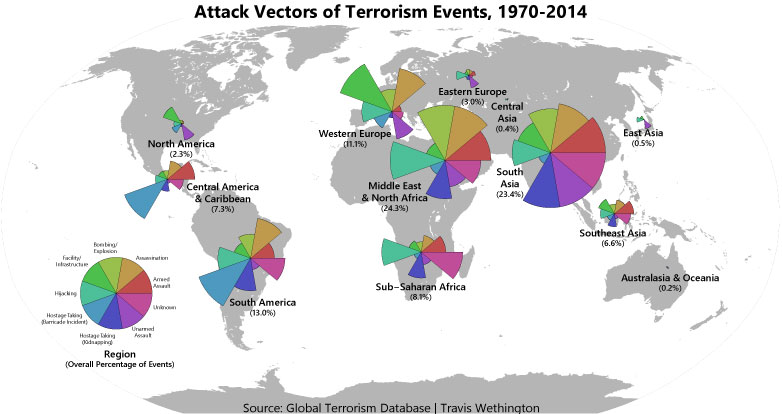 Attack Vectors of Terrorism Events, 1970-2014
Eastern Europe
(3.0%)
Central
Asia
(0.4%)
Western Europe
(11.1%)
East Asia
(0.5%)
North America
(2.3%)
Central America
& Caribbean
(7.3%)
Middle East
& North Africa
(24.3%)
South
Asia
(23.4%)
Southeast Asia
(6.6%)
South America
(13.0%)
Sub-Saharan Africa
(8.1%)
Australasia & Oceania
(0.2%)
Bombing/
Explosion
Facility/
Infrastructure
Assassination
Armed
Assault
Hijacking
Unknown
Hostage Taking
(Barricade Incident)
Unarmed
Assault
Hostage Taking
(Kidnapping)
Region
(Overall Percentage of Events)
Source: Global Terrorism Database | Travis Wethington